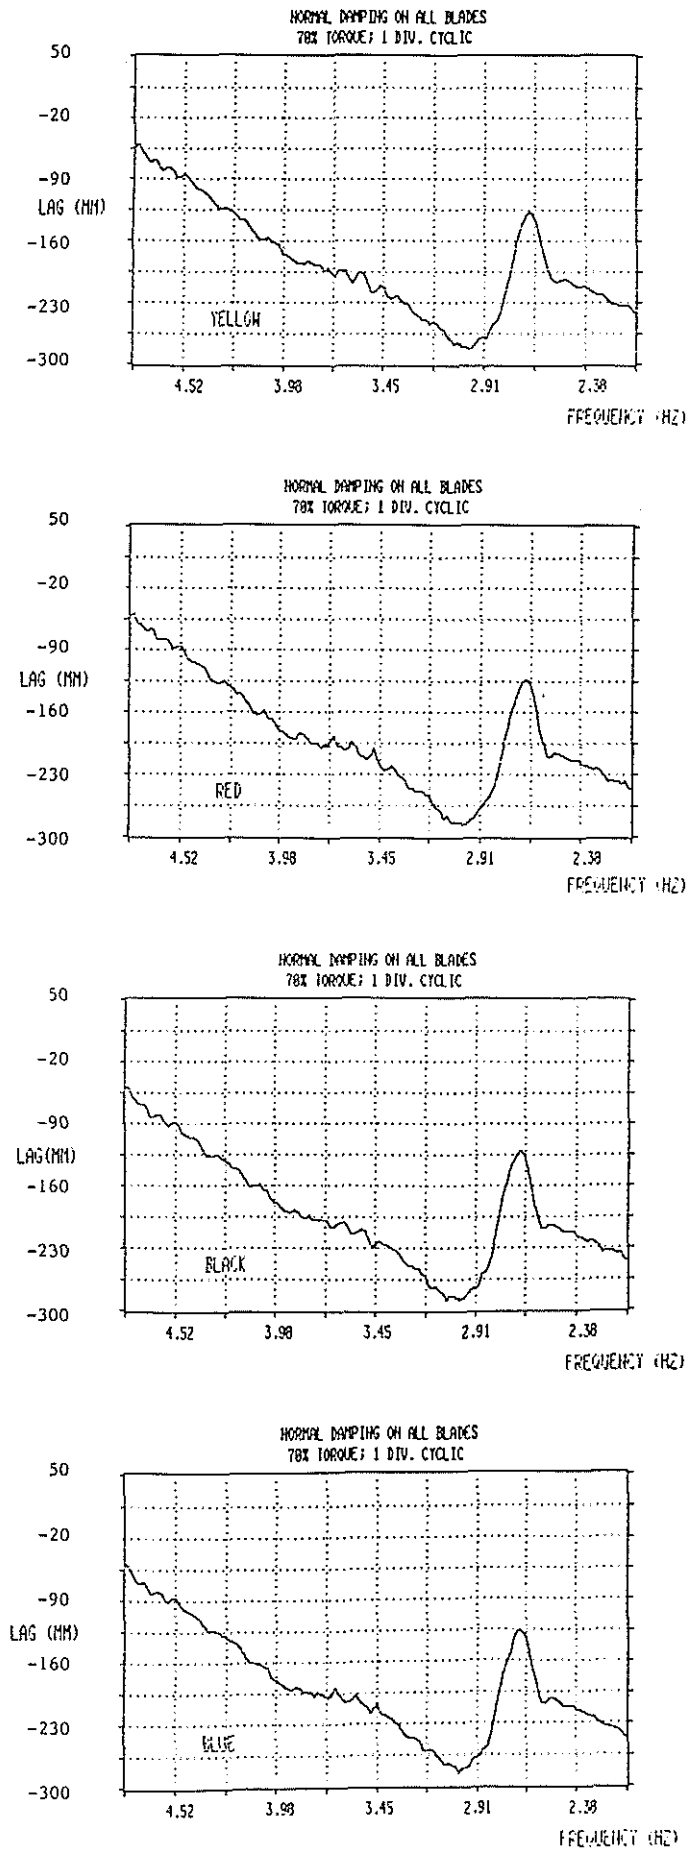 NORMAL DAMPING ON ALL BLADES
78% TORQUE; 1 DIV. CYCLIC
50
-20
-90
LAG (MM)
-160
-230
YELLOW
-300
4.52 3.98 3.45 2.91 2.38
FREQUENCY (HZ)
NORMAL DAMPING ON ALL BLADES
78% TORQUE; 1 DIV. CYCLIC
50
-20
-90
LAG (MM)
-160
-230
RED
-300
4.52 3.98 3.45 2.91 2.38
FREQUENCY (HZ)
NORMAL DAMPING ON ALL BLADES
78% TORQUE; 1 DIV. CYCLIC
50
-20
-90
LAG(MM)
-160
-230
BLACK
-300
4.52 3.98 3.45 2.91 2.38
FREQUENCY (HZ)
NORMAL DAMPING ON ALL BLADES
78% TORQUE; 1 DIV. CYCLIC
50
-20
-90
LAG (MM)
-160
-230
BLUE
-300
4.52 3.98 3.45 2.91 2.38
FREQUENCY (HZ)